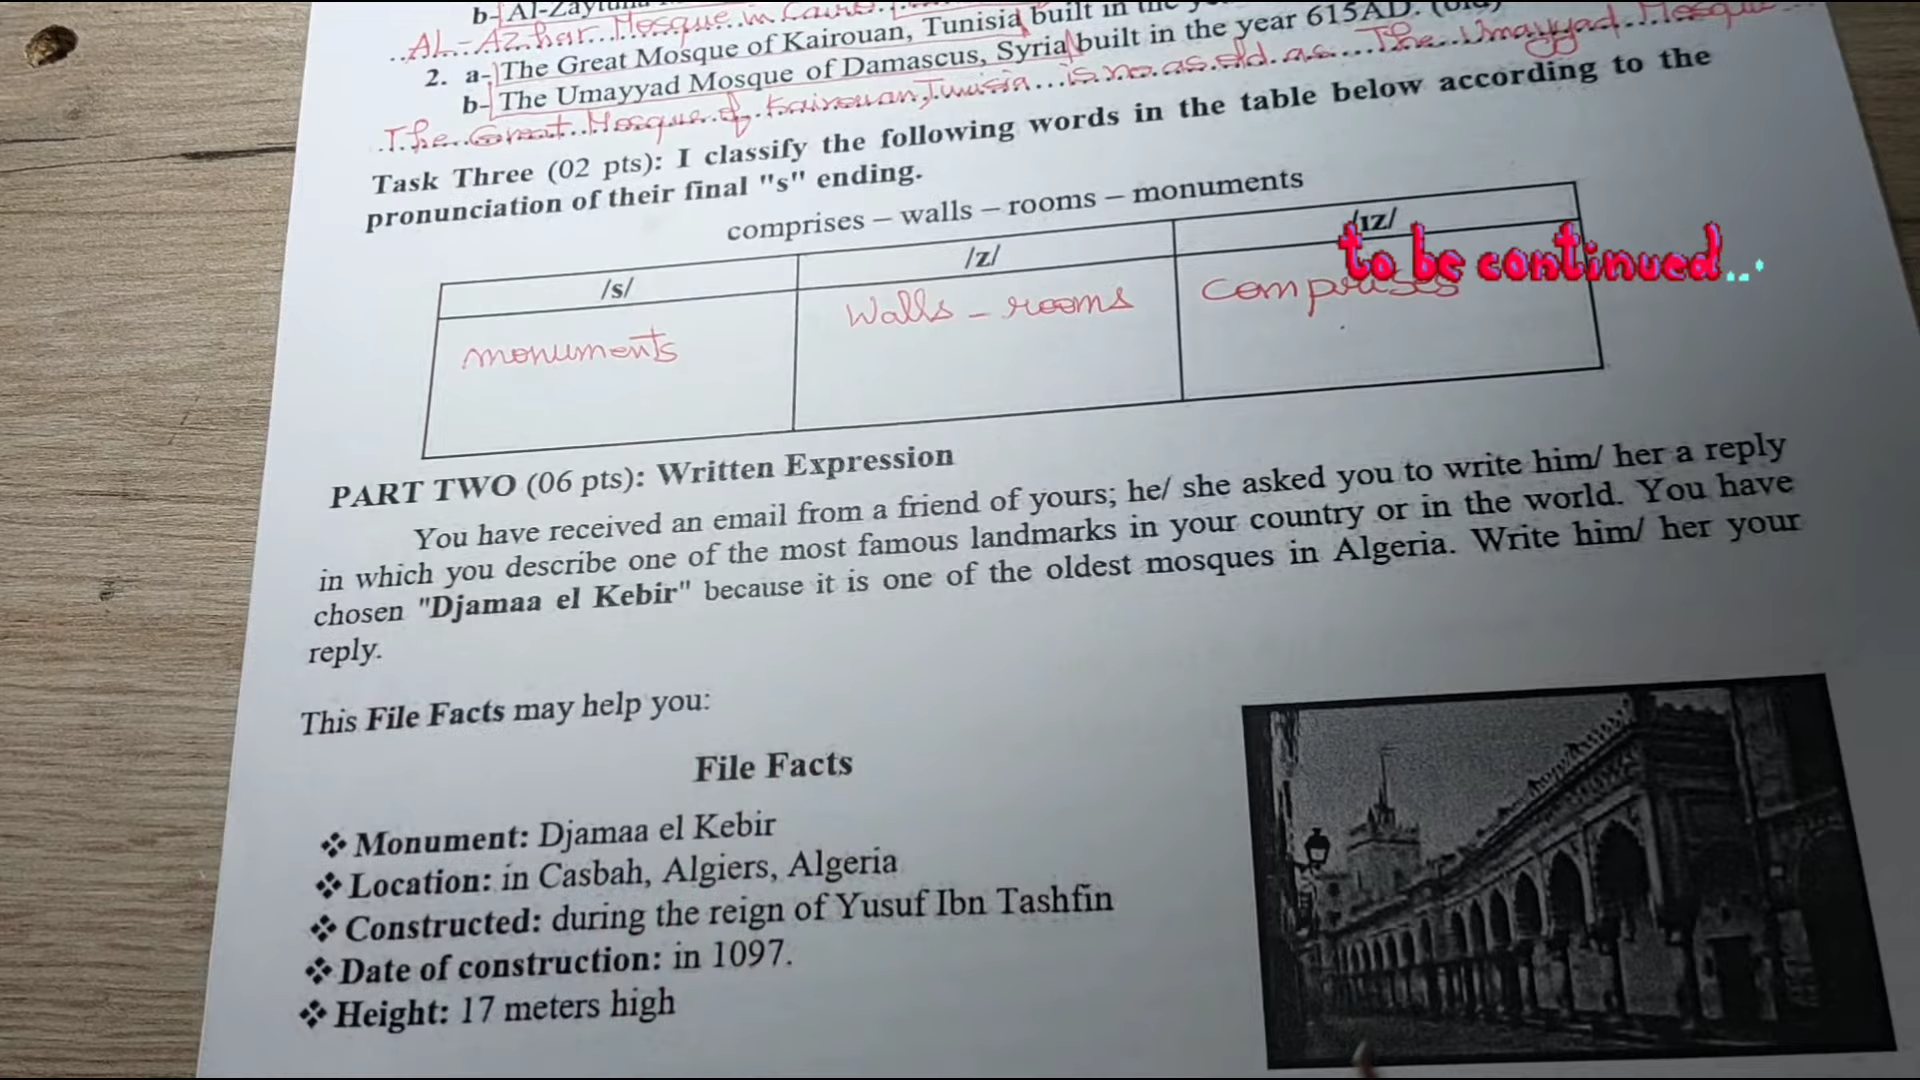 b- Al-Zaytuna
AL-Azhar Mosque in Cairo
2. a- The Great Mosque of Kairouan, Tunisia built in the
b- The Umayyad Mosque of Damascus, Syria built in the year 615AD. (old)
The Great Mosque of Kairouan, Tunisia is no as old as The Umayyad Mosque
Task Three (02 pts): I classify the following words in the table below according to the
pronunciation of their final "s" ending.
comprises – walls – rooms – monuments
/s/ /z/ /ɪz/
monuments Walls - rooms comprises
to be continued...
PART TWO (06 pts): Written Expression
You have received an email from a friend of yours; he/ she asked you to write him/ her a reply
in which you describe one of the most famous landmarks in your country or in the world. You have
chosen "Djamaa el Kebir" because it is one of the oldest mosques in Algeria. Write him/ her your
reply.
This File Facts may help you:
File Facts
❖ Monument: Djamaa el Kebir
❖ Location: in Casbah, Algiers, Algeria
❖ Constructed: during the reign of Yusuf Ibn Tashfin
❖ Date of construction: in 1097.
❖ Height: 17 meters high